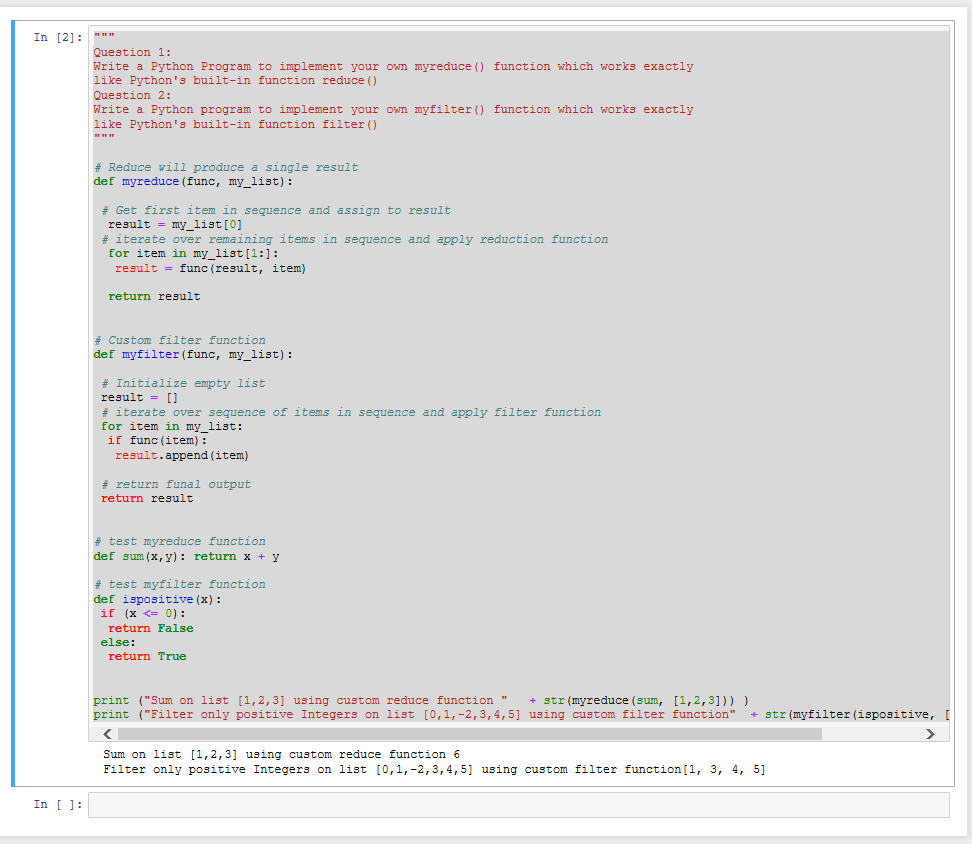 In [2]:
"""
Question 1:
Write a Python Program to implement your own myreduce() function which works exactly
like Python's built-in function reduce()
Question 2:
Write a Python program to implement your own myfilter() function which works exactly
like Python's built-in function filter()
"""
# Reduce will produce a single result
def myreduce(func, my_list):
# Get first item in sequence and assign to result
result = my_list[0]
# iterate over remaining items in sequence and apply reduction function
for item in my_list[1:]:
result = func(result, item)
return result
# Custom filter function
def myfilter(func, my_list):
# Initialize empty list
result = []
# iterate over sequence of items in sequence and apply filter function
for item in my_list:
if func(item):
result.append(item)
# return funal output
return result
# test myreduce function
def sum(x,y): return x + y
# test myfilter function
def ispositive(x):
if (x <= 0):
return False
else:
return True
print ("Sum on list [1,2,3] using custom reduce function "   + str(myreduce(sum, [1,2,3])) )
print ("Filter only positive Integers on list [0,1,-2,3,4,5] using custom filter function"  + str(myfilter(ispositive, [
Sum on list [1,2,3] using custom reduce function 6
Filter only positive Integers on list [0,1,-2,3,4,5] using custom filter function[1, 3, 4, 5]
In [ ]: